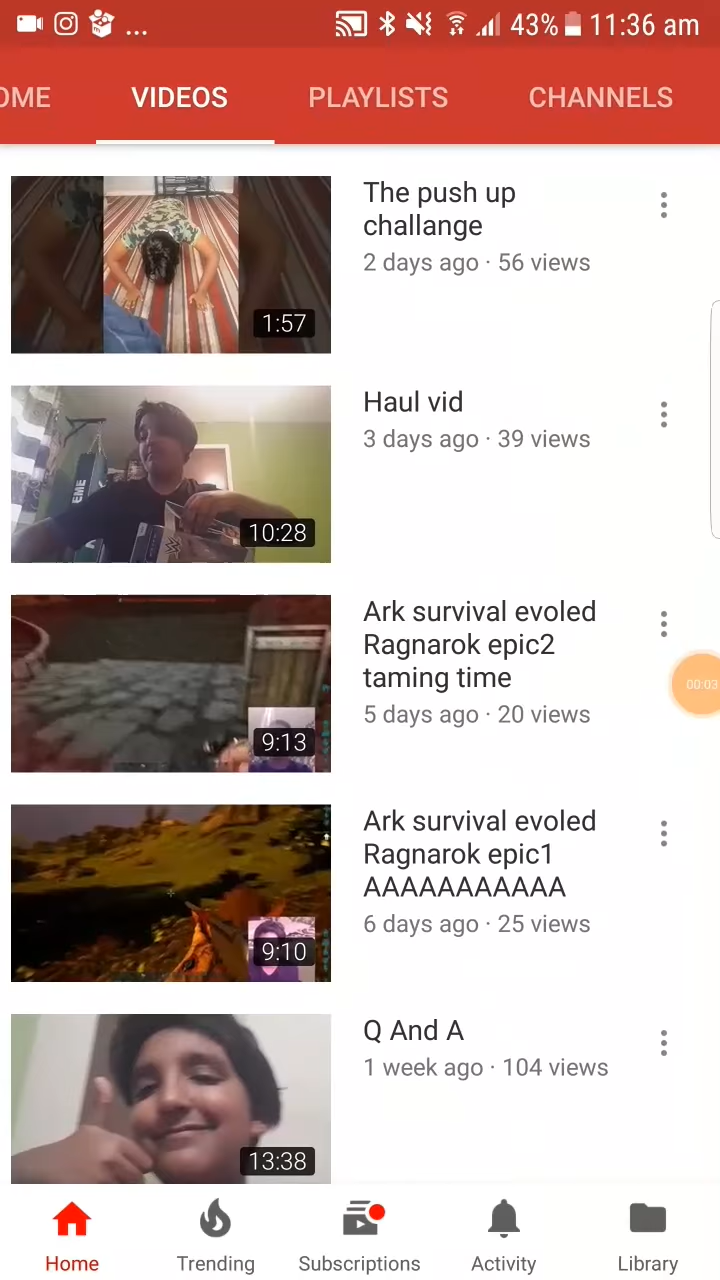 ... 43% 11:36 am
OME VIDEOS PLAYLISTS CHANNELS
The push up
challange
2 days ago · 56 views
1:57
Haul vid
3 days ago · 39 views
EME
10:28
Ark survival evoled
Ragnarok epic2
taming time
5 days ago · 20 views
00:03
9:13
Ark survival evoled
Ragnarok epic1
AAAAAAAAAAA
6 days ago · 25 views
9:10
Q And A
1 week ago · 104 views
13:38
Home Trending Subscriptions Activity Library